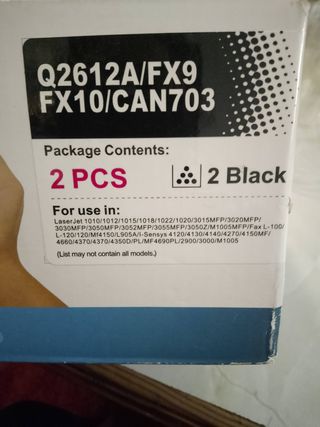 Q2612A/FX9
FX10/CAN703
Package Contents:
2 PCS
2 Black
For use in:
LaserJet 1010/1012/1015/1018/1022/1020/3015MFP/3020MFP/
3030MFP/3050MFP/3052MFP/3055MFP/3050Z/M1005MFP/Fax L-100/
L-120/120/Mf4150/L905A/I-Sensys 4120/4130/4140/4270/4150MF/
4660/4370/4370/4350D/PL/MF4690PL/2900/3000/M1005
(List may not contain all models.)